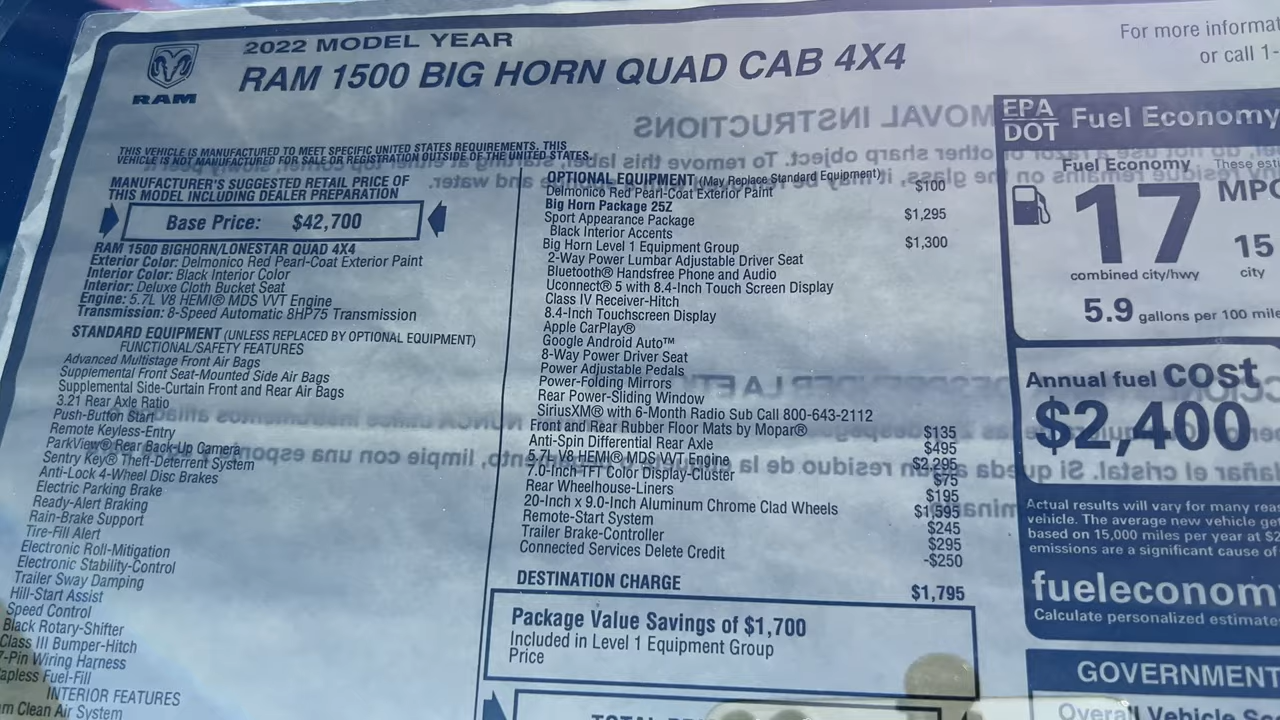 2022 MODEL YEAR
RAM 1500 BIG HORN QUAD CAB 4X4
RAM
For more informat
or call 1-
THIS VEHICLE IS MANUFACTURED TO MEET SPECIFIC UNITED STATES REQUIREMENTS. THIS
VEHICLE IS NOT MANUFACTURED FOR SALE OR REGISTRATION OUTSIDE OF THE UNITED STATES.
MANUFACTURER'S SUGGESTED RETAIL PRICE OF
THIS MODEL INCLUDING DEALER PREPARATION
Base Price: $42,700
RAM 1500 BIGHORN/LONESTAR QUAD 4X4
Exterior Color: Delmonico Red Pearl-Coat Exterior Paint
Interior Color: Black Interior Color
Interior: Deluxe Cloth Bucket Seat
Engine: 5.7L V8 HEMI® MDS VVT Engine
Transmission: 8-Speed Automatic 8HP75 Transmission
STANDARD EQUIPMENT (UNLESS REPLACED BY OPTIONAL EQUIPMENT)
FUNCTIONAL/SAFETY FEATURES
Advanced Multistage Front Air Bags
Supplemental Front Seat-Mounted Side Air Bags
Supplemental Side-Curtain Front and Rear Air Bags
3.21 Rear Axle Ratio
Push-Button Start
Remote Keyless-Entry
ParkView® Rear Back-Up Camera
Sentry Key® Theft-Deterrent System
Anti-Lock 4-Wheel Disc Brakes
Electric Parking Brake
Ready-Alert Braking
Rain-Brake Support
Tire-Fill Alert
Electronic Roll-Mitigation
Electronic Stability-Control
Trailer Sway Damping
Hill-Start Assist
Speed Control
Black Rotary-Shifter
Class III Bumper-Hitch
7-Pin Wiring Harness
apless Fuel-Fill
INTERIOR FEATURES
m Clean Air System
OPTIONAL EQUIPMENT (May Replace Standard Equipment)
Delmonico Red Pearl-Coat Exterior Paint $100
Big Horn Package 25Z
Sport Appearance Package $1,295
Black Interior Accents
Big Horn Level 1 Equipment Group $1,300
2-Way Power Lumbar Adjustable Driver Seat
Bluetooth® Handsfree Phone and Audio
Uconnect® 5 with 8.4-Inch Touch Screen Display
Class IV Receiver-Hitch
8.4-Inch Touchscreen Display
Apple CarPlay®
Google Android Auto™
8-Way Power Driver Seat
Power Adjustable Pedals
Power-Folding Mirrors
Rear Power-Sliding Window
SiriusXM® with 6-Month Radio Sub Call 800-643-2112
Front and Rear Rubber Floor Mats by Mopar® $135
Anti-Spin Differential Rear Axle $495
5.7L V8 HEMI® MDS VVT Engine $2,295
7.0-Inch TFT Color Display-Cluster $75
Rear Wheelhouse-Liners $195
20-Inch x 9.0-Inch Aluminum Chrome Clad Wheels $1,595
Remote-Start System $245
Trailer Brake-Controller $295
Connected Services Delete Credit -$250
DESTINATION CHARGE $1,795
Package Value Savings of $1,700
Included in Level 1 Equipment Group
Price
EPA
DOT
Fuel Economy
Fuel Economy These est
17 MPG
combined city/hwy
15
city
5.9 gallons per 100 mile
Annual fuel cost
$2,400
Actual results will vary for many reas
vehicle. The average new vehicle ge
based on 15,000 miles per year at $2
emissions are a significant cause of
fueleconom
Calculate personalized estimate
GOVERNMENT
Overall Vehicle Sc